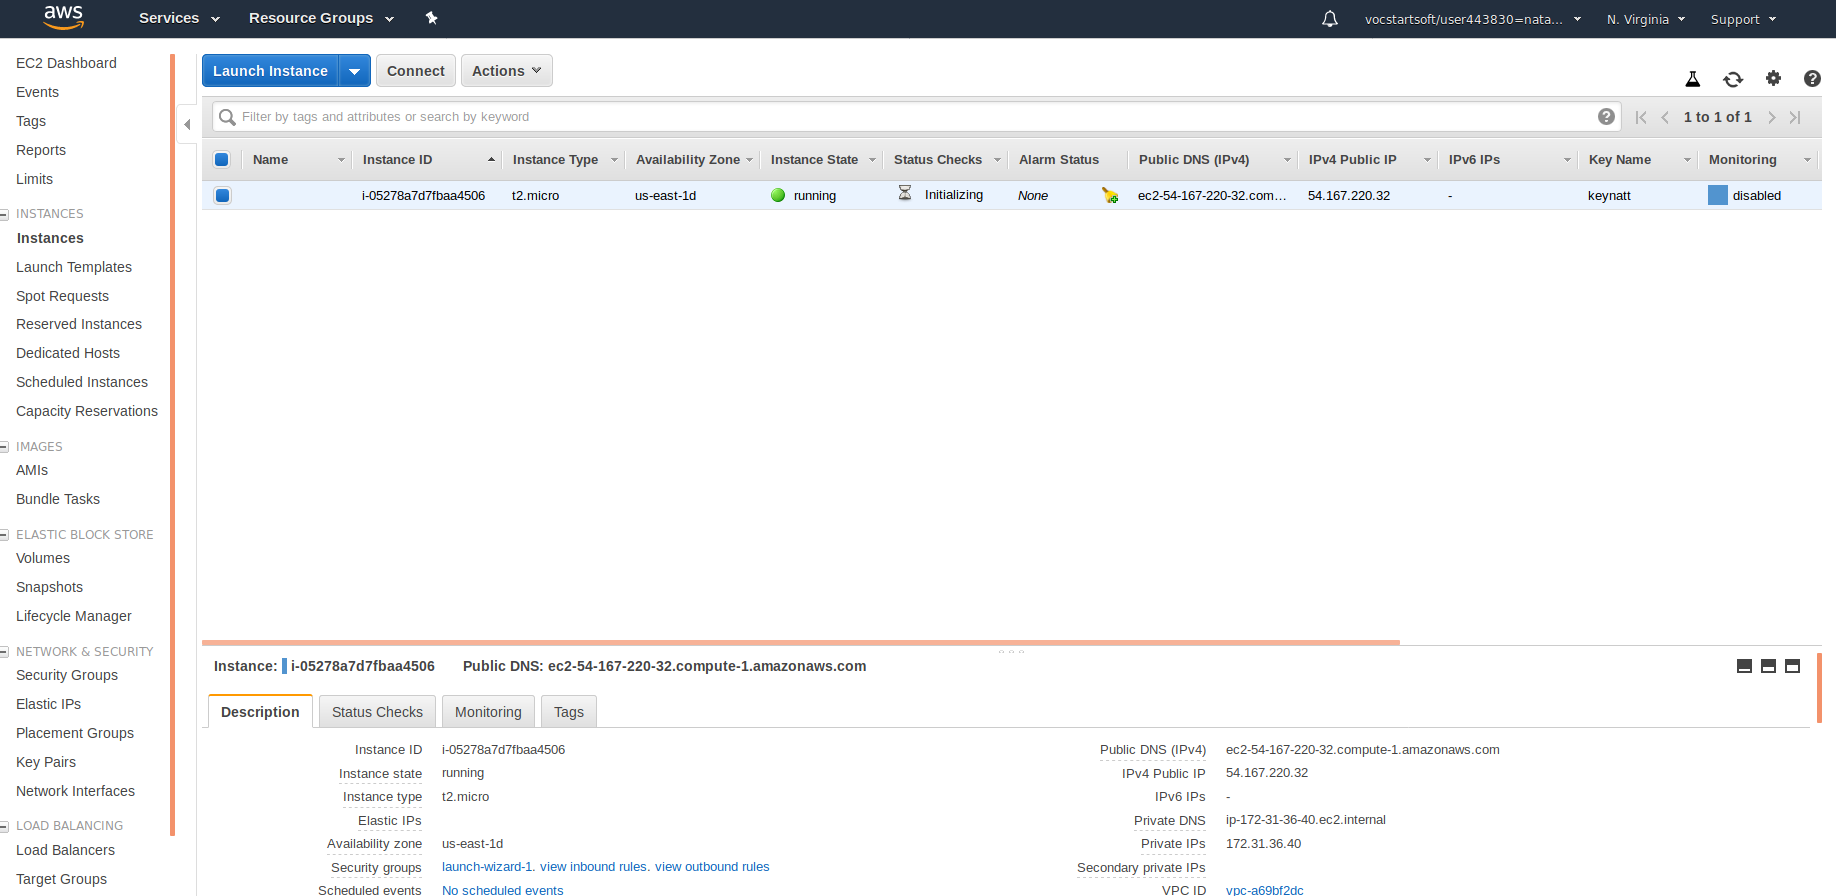 aws Services Resource Groups vocstartsoft/user443830=nata... N. Virginia Support
EC2 Dashboard
Events
Tags
Reports
Limits
INSTANCES
Instances
Launch Templates
Spot Requests
Reserved Instances
Dedicated Hosts
Scheduled Instances
Capacity Reservations
IMAGES
AMIs
Bundle Tasks
ELASTIC BLOCK STORE
Volumes
Snapshots
Lifecycle Manager
NETWORK & SECURITY
Security Groups
Elastic IPs
Placement Groups
Key Pairs
Network Interfaces
LOAD BALANCING
Load Balancers
Target Groups
Launch Instance Connect Actions
Filter by tags and attributes or search by keyword 1 to 1 of 1
Name Instance ID Instance Type Availability Zone Instance State Status Checks Alarm Status Public DNS (IPv4) IPv4 Public IP IPv6 IPs Key Name Monitoring
i-05278a7d7fbaa4506 t2.micro us-east-1d running Initializing None ec2-54-167-220-32.com... 54.167.220.32 - keynatt disabled
Instance: i-05278a7d7fbaa4506 Public DNS: ec2-54-167-220-32.compute-1.amazonaws.com
Description Status Checks Monitoring Tags
Instance ID i-05278a7d7fbaa4506 Public DNS (IPv4) ec2-54-167-220-32.compute-1.amazonaws.com
Instance state running IPv4 Public IP 54.167.220.32
Instance type t2.micro IPv6 IPs -
Elastic IPs Private DNS ip-172-31-36-40.ec2.internal
Availability zone us-east-1d Private IPs 172.31.36.40
Security groups launch-wizard-1. view inbound rules. view outbound rules Secondary private IPs
Scheduled events No scheduled events VPC ID vpc-a69bf2dc